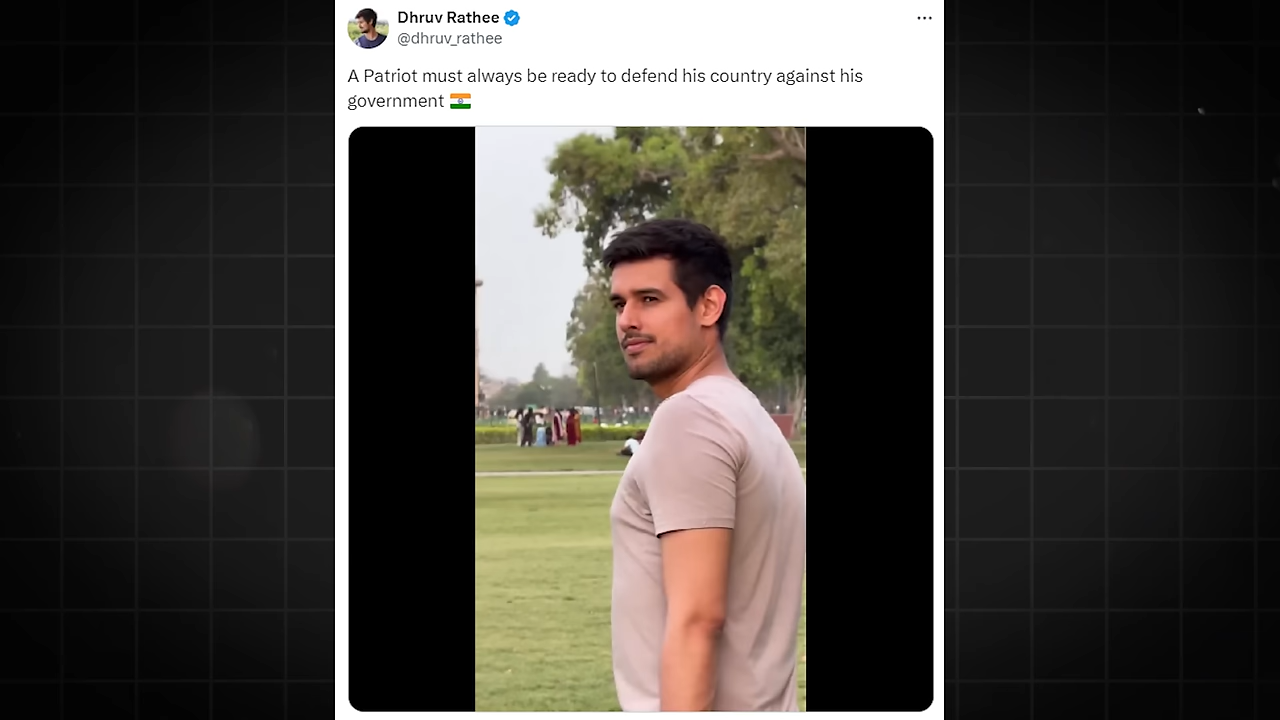 Dhruv Rathee
@dhruv_rathee
A Patriot must always be ready to defend his country against his
government 🇮🇳